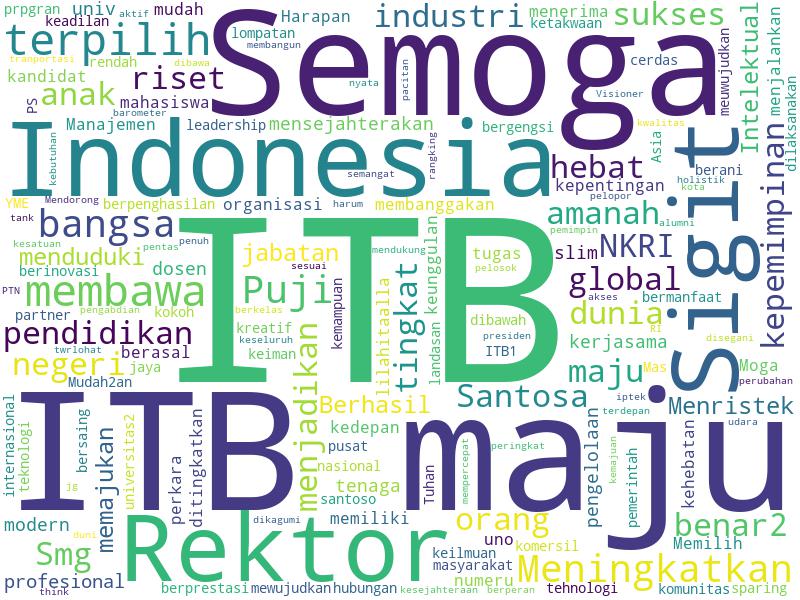 prpgran univ aktif mudah Harapan industri menerima sukses
keadilan lompatan ketakwaan
terpilih Semoga membangun
tranportasi rendah dibawa cerdas
kandidat riset nyata pacitan Visioner meuwujudkan Intelektual menjalankan
PS anak mahasiswa barometer
Manajemen leadership mensejahterakan bergengsi kwalitas dilaksanakan
kebutuhan Indonesia rangking Asia
semangat hebat berani
kepentingan holistik
YME Mendorong berpenghasilan organisasi harum membanggakan pelopor kota
tank bangsa amanah alumni Sigit kepemimpinan
kesatuan pentas penuh ITB mendukung keunggulan pemimpin
menduduki dosen jabatan tugas slim NKRI
berinovasi sesuai pelosok
PTN membawa Puji tingkat global akses bermanfaat
pengabdian berkelas
partner kokoh kreatif kemampuan lilahitaalla landasan dibawah dunia RI
pendidikan keseluruh presiden kerjasama disegani
twrlohat berasal keiman ITB1
negeri jaya maju Mas Moga
Mudah2an perubahan
internasional ITB menjadikan Berhasil Santosa iptek Menristek
teknologi bersaing universitas2 ditingkatkan kedepan maju terdepan udara
jg memajukan perkara pusat peringkat pengelolaan kemajuan pemerintah kehebatan
nasional Tuhan mempercepat
tenaga
santoso
modern Rektor dikagumi memiliki orang benar2
duni uno komersil Memilih
Smg keilmuan
masyarakat Meningkatkan
profesional hubungan numeru
think berprestasi mewujudkan kesejahteraan berperan tehnologi komunitas sparing